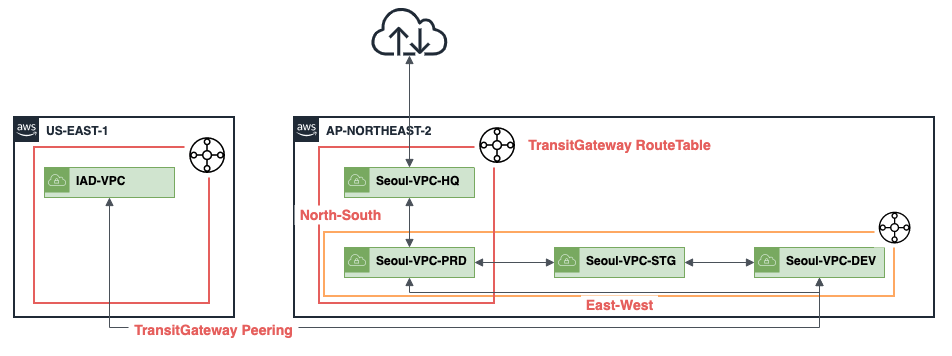 aws
US-EAST-1
IAD-VPC
aws
AP-NORTHEAST-2
TransitGateway RouteTable
Seoul-VPC-HQ
North-South
Seoul-VPC-PRD
Seoul-VPC-STG
Seoul-VPC-DEV
East-West
TransitGateway Peering